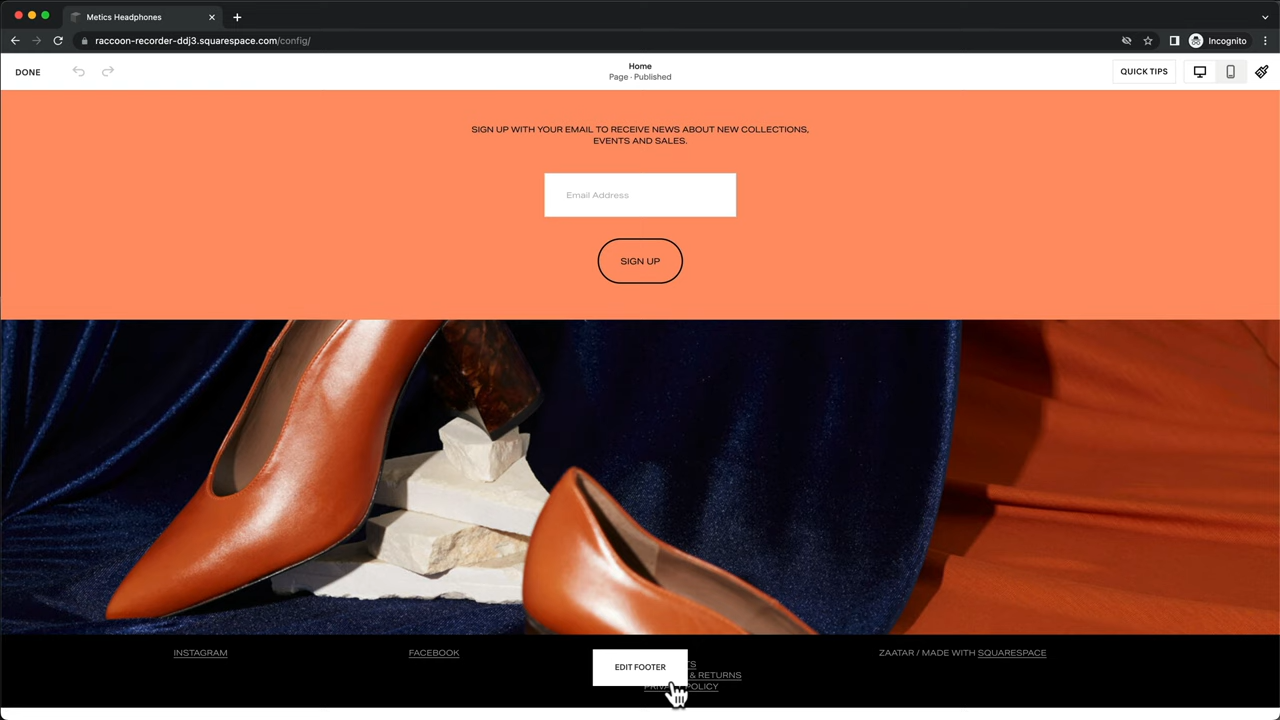 Metics Headphones
raccoon-recorder-ddj3.squarespace.com/config/
Incognito
DONE
Home
Page · Published
QUICK TIPS
SIGN UP WITH YOUR EMAIL TO RECEIVE NEWS ABOUT NEW COLLECTIONS,
EVENTS AND SALES.
Email Address
SIGN UP
INSTAGRAM
FACEBOOK
EDIT FOOTER
TS
& RETURNS
POLICY
ZAATAR / MADE WITH SQUARESPACE